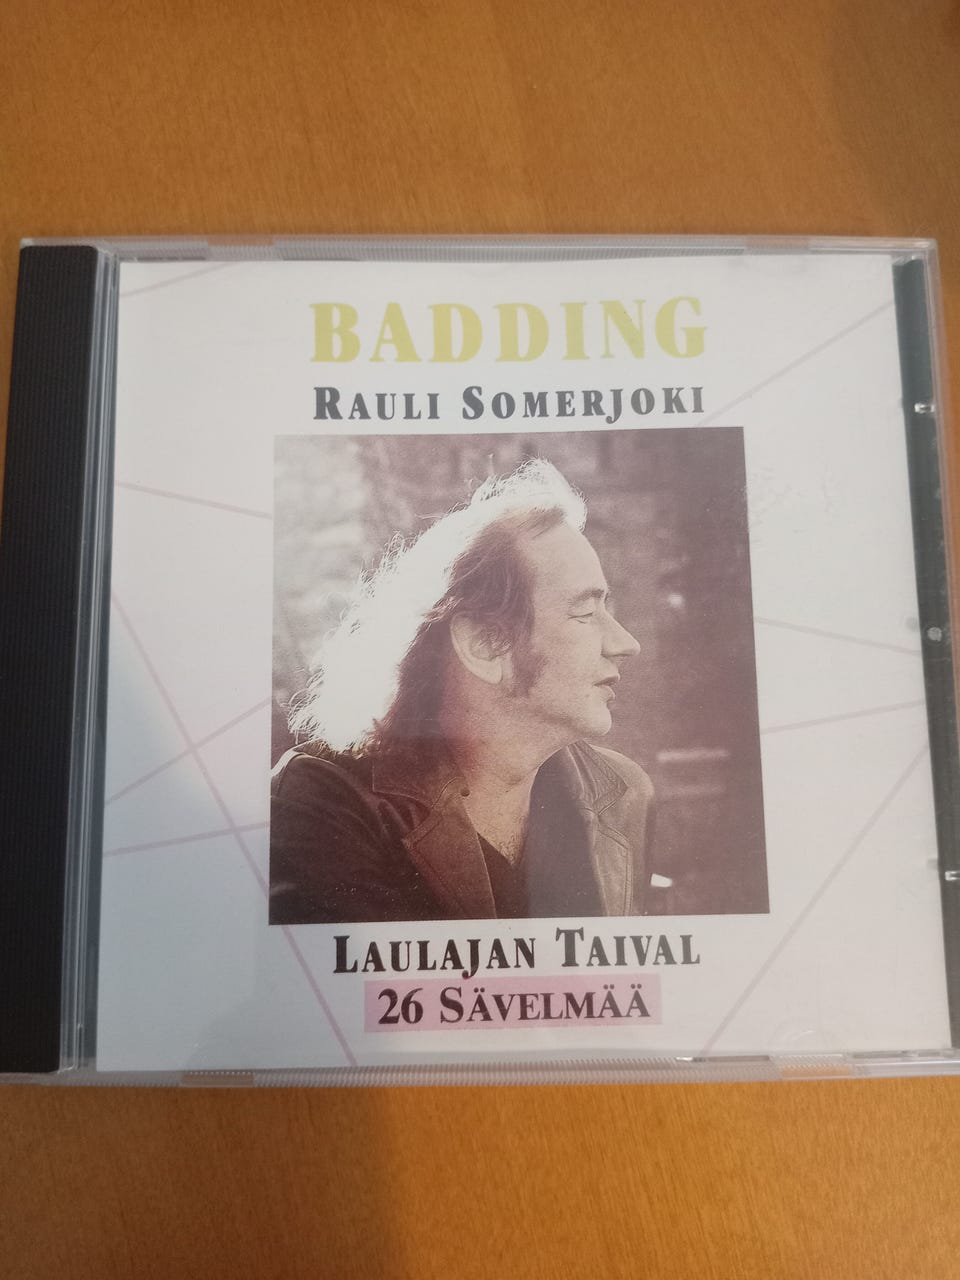 BADDING
RAULI SOMERJOKI
LAULAJAN TAIVAL
26 SÄVELMÄÄ